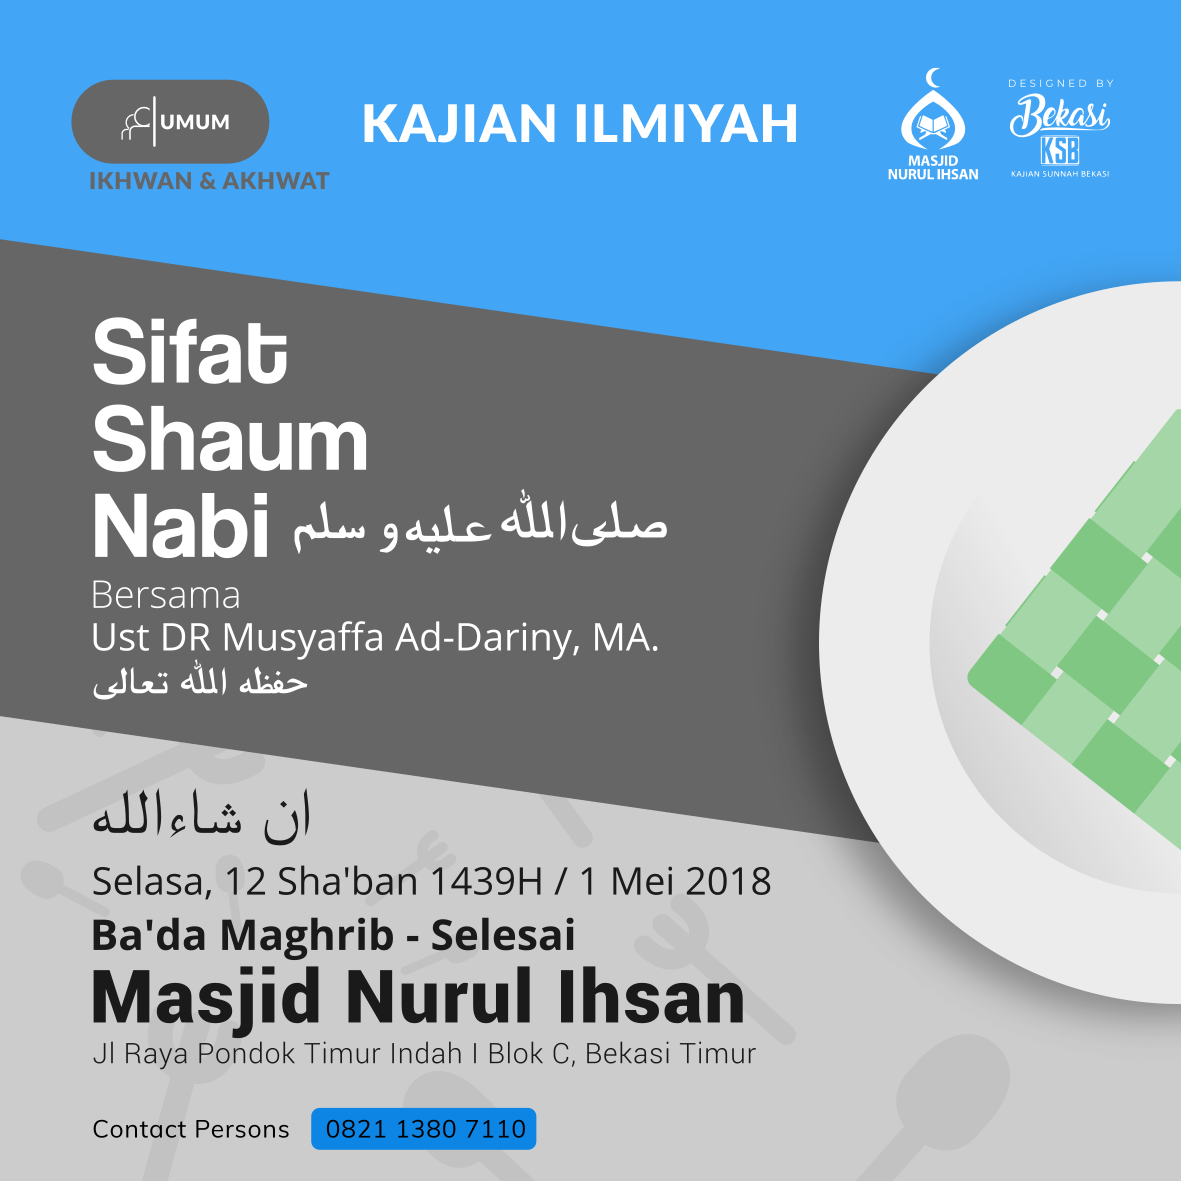 UMUM
IKHWAN & AKHWAT
KAJIAN ILMIYAH
MASJID
NURUL IHSAN
DESIGNED BY
Bekasi
KSB
KAJIAN SUNNAH BEKASI
Sifat
Shaum
Nabi صلى الله عليه و سلم
Bersama
Ust DR Musyaffa Ad-Dariny, MA.
حفظه الله تعالى
ان شاءالله
Selasa, 12 Sha'ban 1439H / 1 Mei 2018
Ba'da Maghrib - Selesai
Masjid Nurul Ihsan
Jl Raya Pondok Timur Indah I Blok C, Bekasi Timur
Contact Persons 0821 1380 7110